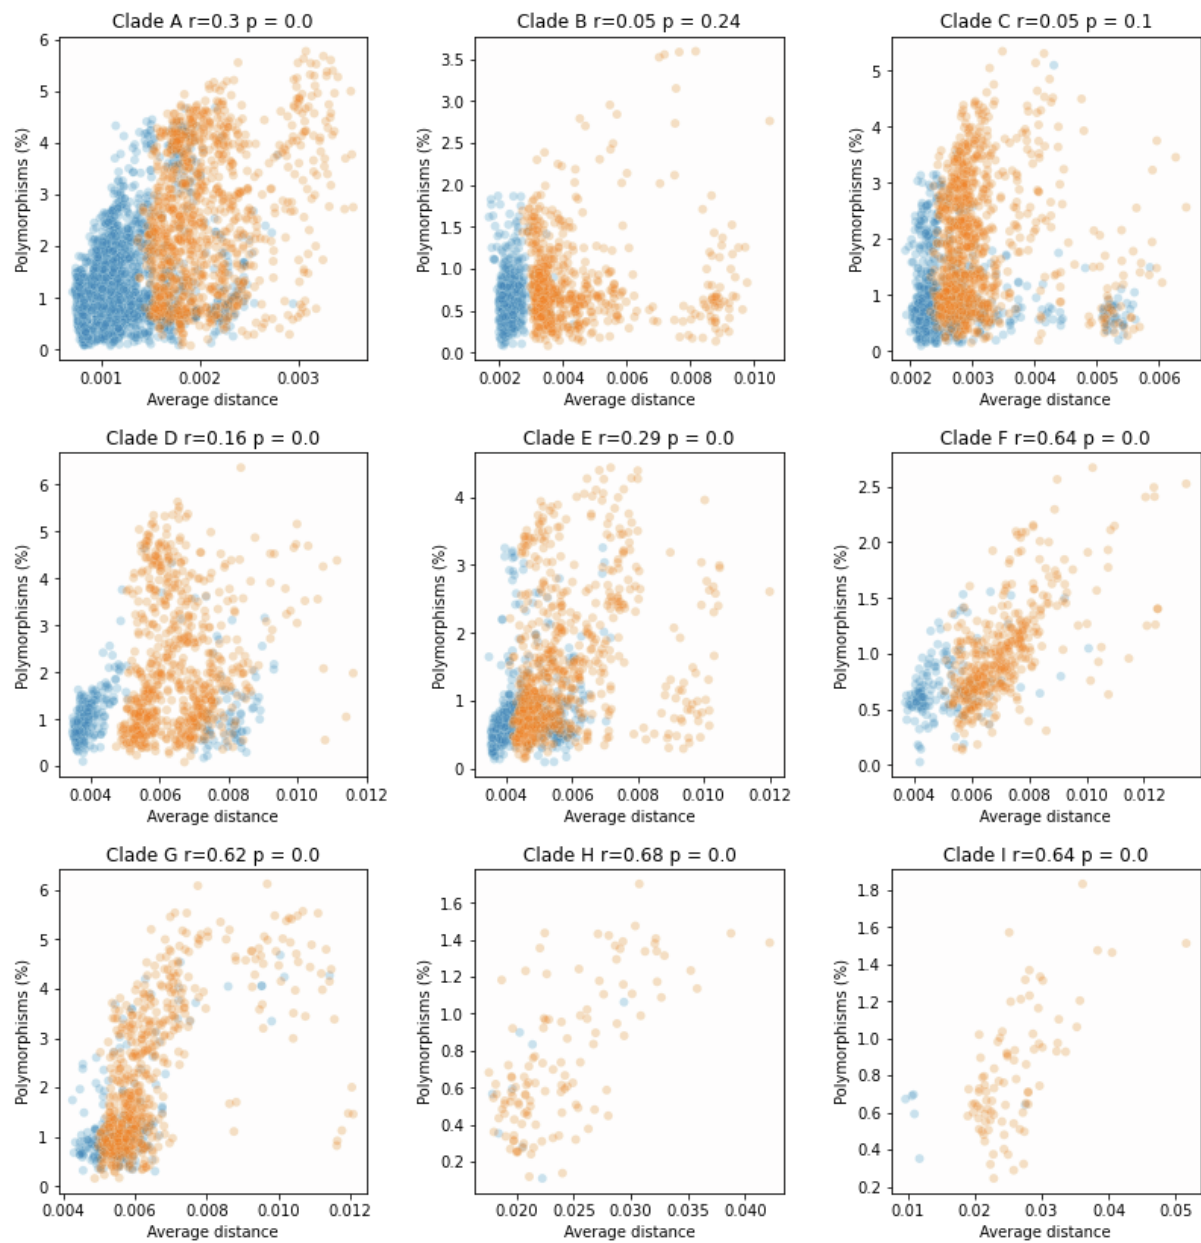 Clade A r=0.3 p = 0.0
Clade B r=0.05 p = 0.24
Clade C r=0.05 p = 0.1
Polymorphisms (%)
6
5
4
3
2
1
0
0.001 0.002 0.003
Average distance
Polymorphisms (%)
3.5
3.0
2.5
2.0
1.5
1.0
0.5
0.0
0.002 0.004 0.006 0.008 0.010
Average distance
Polymorphisms (%)
5
4
3
2
1
0
0.002 0.003 0.004 0.005 0.006
Average distance
Clade D r=0.16 p = 0.0
Clade E r=0.29 p = 0.0
Clade F r=0.64 p = 0.0
Polymorphisms (%)
6
5
4
3
2
1
0
0.004 0.006 0.008 0.010 0.012
Average distance
Polymorphisms (%)
4
3
2
1
0
0.004 0.006 0.008 0.010 0.012
Average distance
Polymorphisms (%)
2.5
2.0
1.5
1.0
0.5
0.0
0.004 0.006 0.008 0.010 0.012
Average distance
Clade G r=0.62 p = 0.0
Clade H r=0.68 p = 0.0
Clade I r=0.64 p = 0.0
Polymorphisms (%)
6
5
4
3
2
1
0
0.004 0.006 0.008 0.010 0.012
Average distance
Polymorphisms (%)
1.6
1.4
1.2
1.0
0.8
0.6
0.4
0.2
0.020 0.025 0.030 0.035 0.040
Average distance
Polymorphisms (%)
1.8
1.6
1.4
1.2
1.0
0.8
0.6
0.4
0.2
0.01 0.02 0.03 0.04 0.05
Average distance